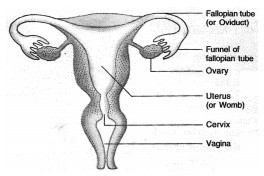 Fallopian tube
(or Oviduct)
Funnel of
fallopian tube
Ovary
Uterus
(or Womb)
Cervix
Vagina